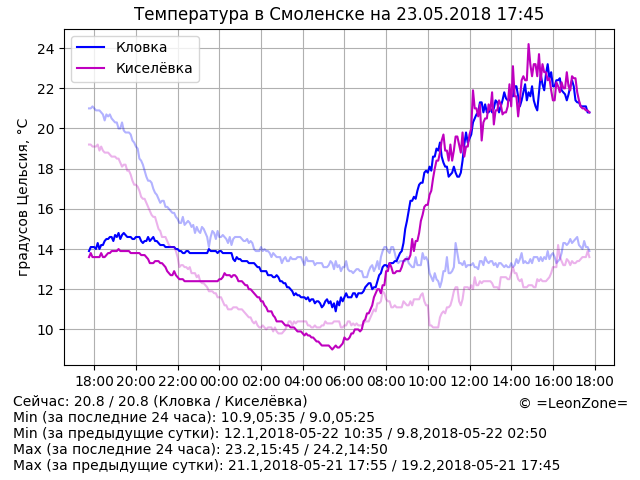 Температура в Смоленске на 23.05.2018 17:45
Кловка
Киселёвка
градусов Цельсия, °C
24
22
20
18
16
14
12
10
18:00 20:00 22:00 00:00 02:00 04:00 06:00 08:00 10:00 12:00 14:00 16:00 18:00
Сейчас: 20.8 / 20.8 (Кловка / Киселёвка)
© =LeonZone=
Min (за последние 24 часа): 10.9,05:35 / 9.0,05:25
Min (за предыдущие сутки): 12.1,2018-05-22 10:35 / 9.8,2018-05-22 02:50
Max (за последние 24 часа): 23.2,15:45 / 24.2,14:50
Max (за предыдущие сутки): 21.1,2018-05-21 17:55 / 19.2,2018-05-21 17:45